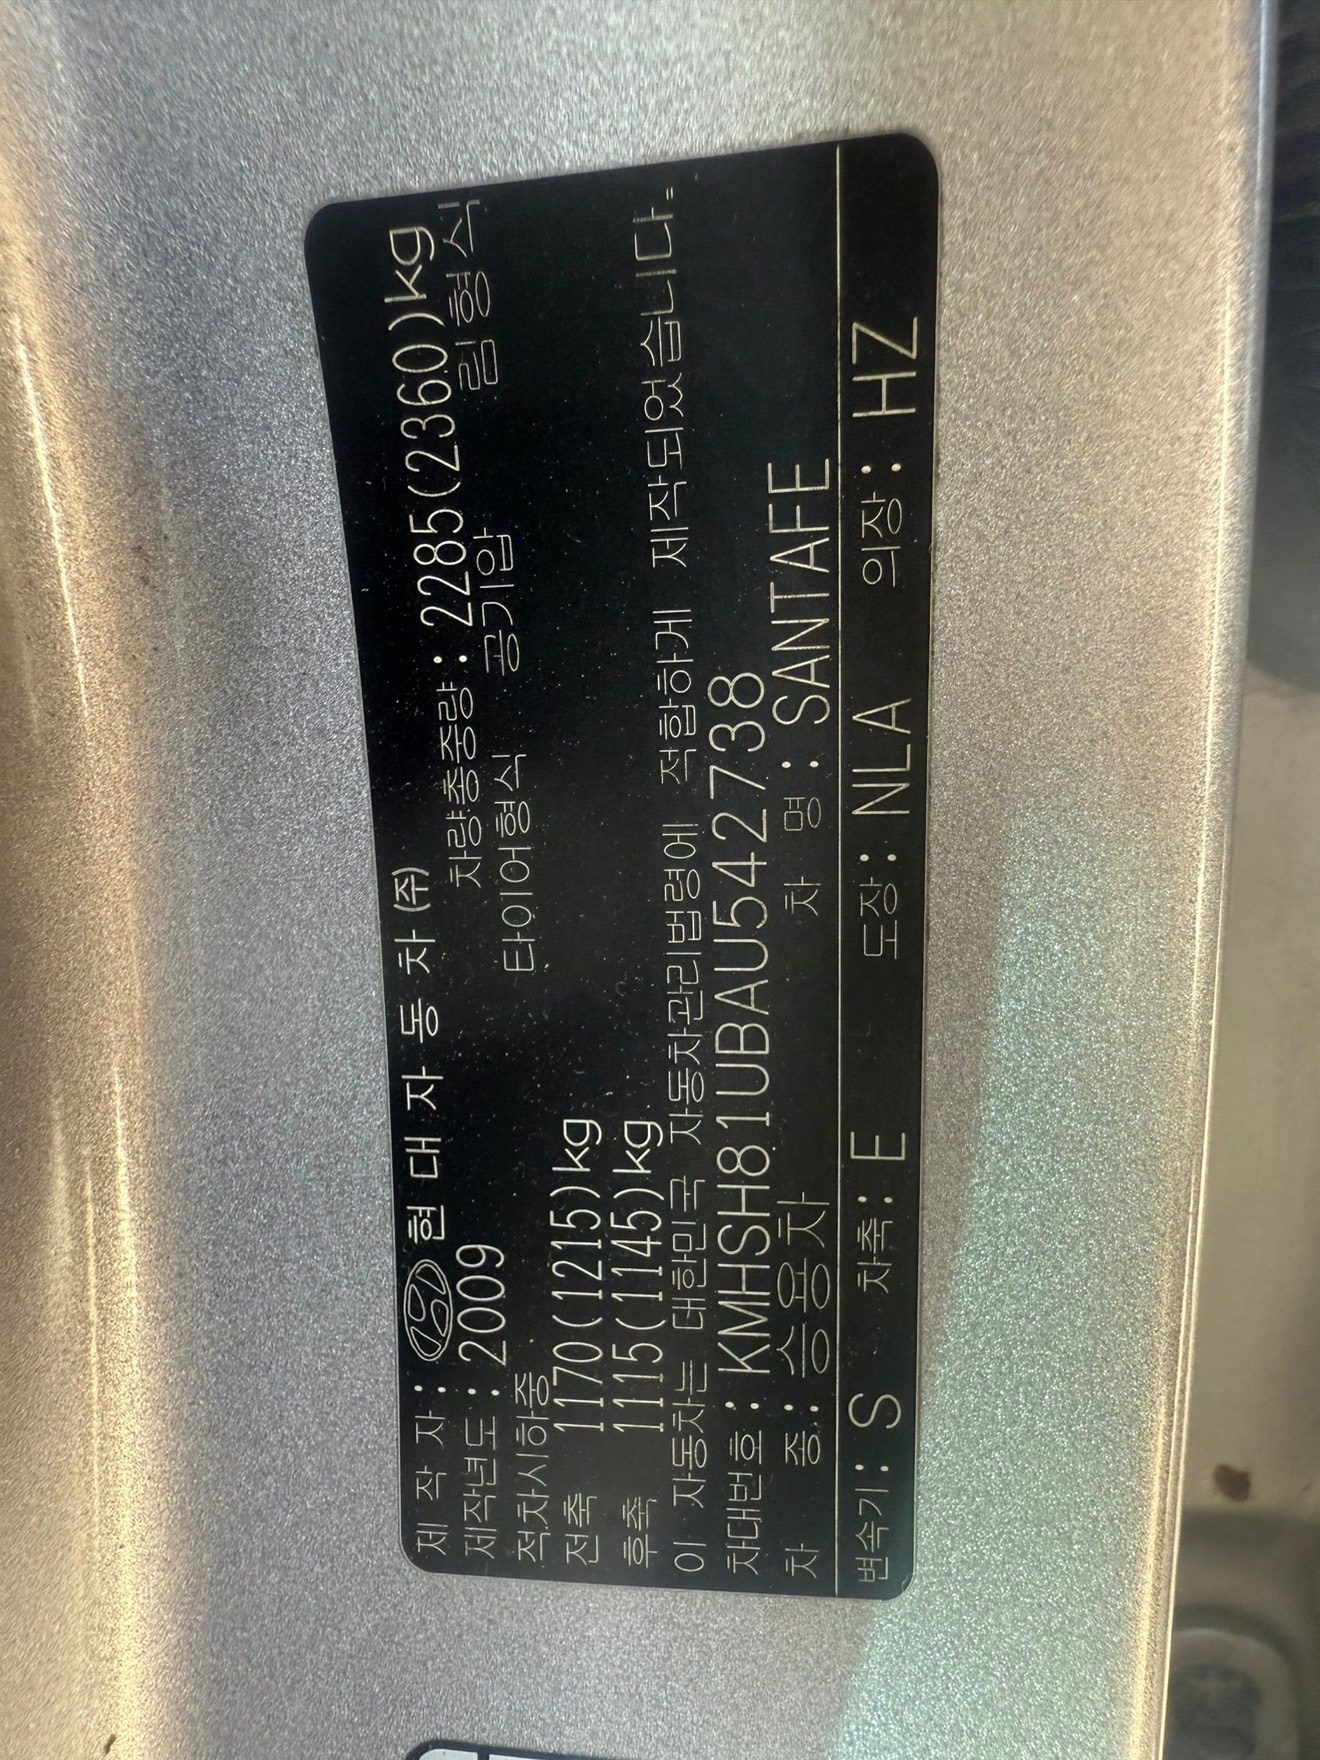 제 작 자 : 현 대 자 동 차 (주)
제작년도 : 2009 차량총중량 : 2285(2360)kg
적차시하중 타이어형식 공기압 림형식
전축 1170(1215)kg
후축 1115(1145)kg
이 자동차는 대한민국 자동차관리법령에 적합하게 제작되었습니다.
차대번호 : KMHSH81UBAU542738
차 종 : 승용차 차 명 : SANTAFE
변속기 : S 차축 : E 도장 : NLA 의장 : HZ